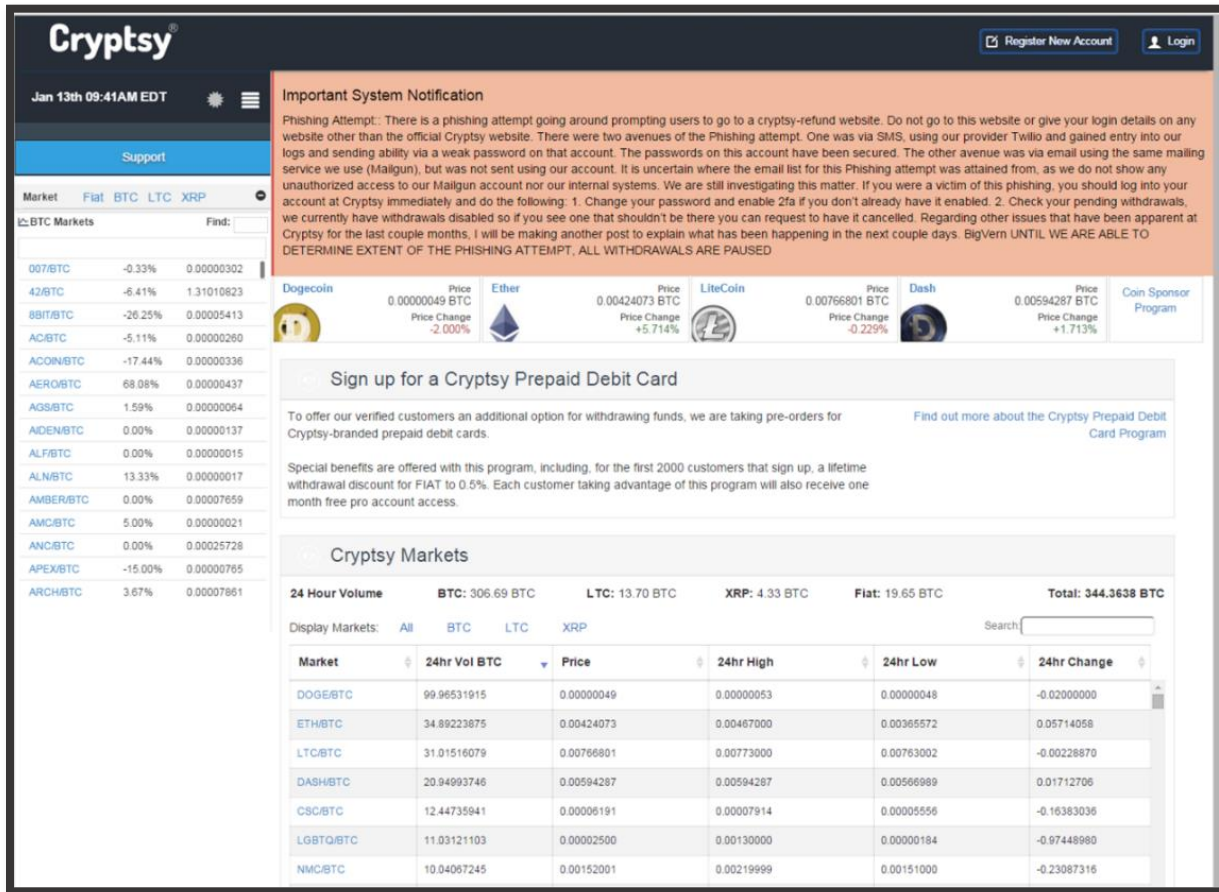 Cryptsy®
Register New Account
Login
Jan 13th 09:41AM EDT
Support
Market Fiat BTC LTC XRP
BTC Markets Find:
007/BTC -0.33% 0.00000302
42/BTC -6.41% 1.31010823
8BIT/BTC -26.25% 0.00005413
AC/BTC -5.11% 0.00000260
ACOIN/BTC -17.44% 0.00000336
AERO/BTC 68.08% 0.00000437
AGS/BTC 1.59% 0.00000064
AIDEN/BTC 0.00% 0.00000137
ALF/BTC 0.00% 0.00000015
ALN/BTC 13.33% 0.00000017
AMBER/BTC 0.00% 0.00007659
AMC/BTC 5.00% 0.00000021
ANC/BTC 0.00% 0.00025728
APEX/BTC -15.00% 0.00000765
ARCH/BTC 3.67% 0.00007861
Important System Notification
Phishing Attempt:: There is a phishing attempt going around prompting users to go to a cryptsy-refund website. Do not go to this website or give your login details on any
website other than the official Cryptsy website. There were two avenues of the Phishing attempt. One was via SMS, using our provider Twilio and gained entry into our
logs and sending ability via a weak password on that account. The passwords on this account have been secured. The other avenue was via email using the same mailing
service we use (Mailgun), but was not sent using our account. It is uncertain where the email list for this Phishing attempt was attained from, as we do not show any
unauthorized access to our Mailgun account nor our internal systems. We are still investigating this matter. If you were a victim of this phishing, you should log into your
account at Cryptsy immediately and do the following: 1. Change your password and enable 2fa if you don't already have it enabled. 2. Check your pending withdrawals,
we currently have withdrawals disabled so if you see one that shouldn't be there you can request to have it cancelled. Regarding other issues that have been apparent at
Cryptsy for the last couple months, I will be making another post to explain what has been happening in the next couple days. BigVern UNTIL WE ARE ABLE TO
DETERMINE EXTENT OF THE PHISHING ATTEMPT, ALL WITHDRAWALS ARE PAUSED
Dogecoin Price
0.00000049 BTC
Price Change
-2.000%
Ether Price
0.00424073 BTC
Price Change
+5.714%
LiteCoin Price
0.00766801 BTC
Price Change
-0.229%
Dash Price
0.00594287 BTC
Price Change
+1.713%
Coin Sponsor
Program
Sign up for a Cryptsy Prepaid Debit Card
To offer our verified customers an additional option for withdrawing funds, we are taking pre-orders for
Cryptsy-branded prepaid debit cards.
Special benefits are offered with this program, including, for the first 2000 customers that sign up, a lifetime
withdrawal discount for FIAT to 0.5%. Each customer taking advantage of this program will also receive one
month free pro account access.
Find out more about the Cryptsy Prepaid Debit
Card Program
Cryptsy Markets
24 Hour Volume BTC: 306.69 BTC LTC: 13.70 BTC XRP: 4.33 BTC Fiat: 19.65 BTC Total: 344.3638 BTC
Display Markets: All BTC LTC XRP Search:
Market 24hr Vol BTC Price 24hr High 24hr Low 24hr Change
DOGE/BTC 99.96531915 0.00000049 0.00000053 0.00000048 -0.02000000
ETH/BTC 34.89223875 0.00424073 0.00467000 0.00365572 0.05714058
LTC/BTC 31.01516079 0.00766801 0.00773000 0.00763002 -0.00228870
DASH/BTC 20.94993746 0.00594287 0.00594287 0.00566989 0.01712706
CSC/BTC 12.44735941 0.00006191 0.00007914 0.00005556 -0.16383036
LGBTQ/BTC 11.03121103 0.00002500 0.00130000 0.00000184 -0.97448980
NMC/BTC 10.04067245 0.00152001 0.00219999 0.00151000 -0.23087316